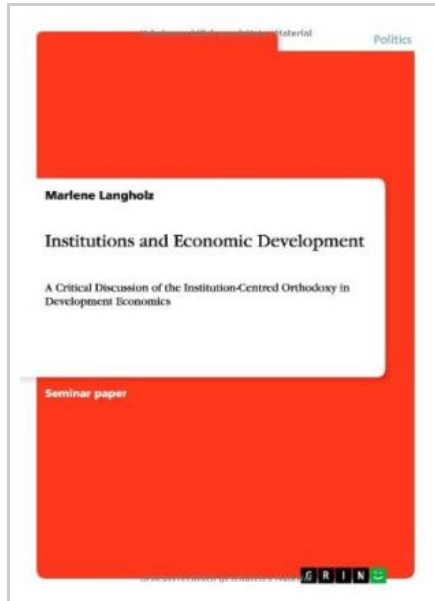 Material
Politics
Marlene Langholz
Institutions and Economic Development
A Critical Discussion of the Institution-Centred Orthodoxy in
Development Economics
Seminar paper
GRIN